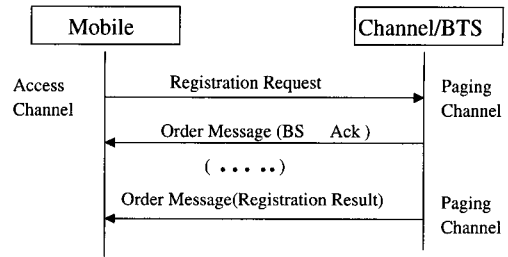 Mobile
Channel/BTS
Access
Channel
Registration Request
Paging
Channel
Order Message (BS Ack )
( • • • • • )
Order Message(Registration Result)
Paging
Channel